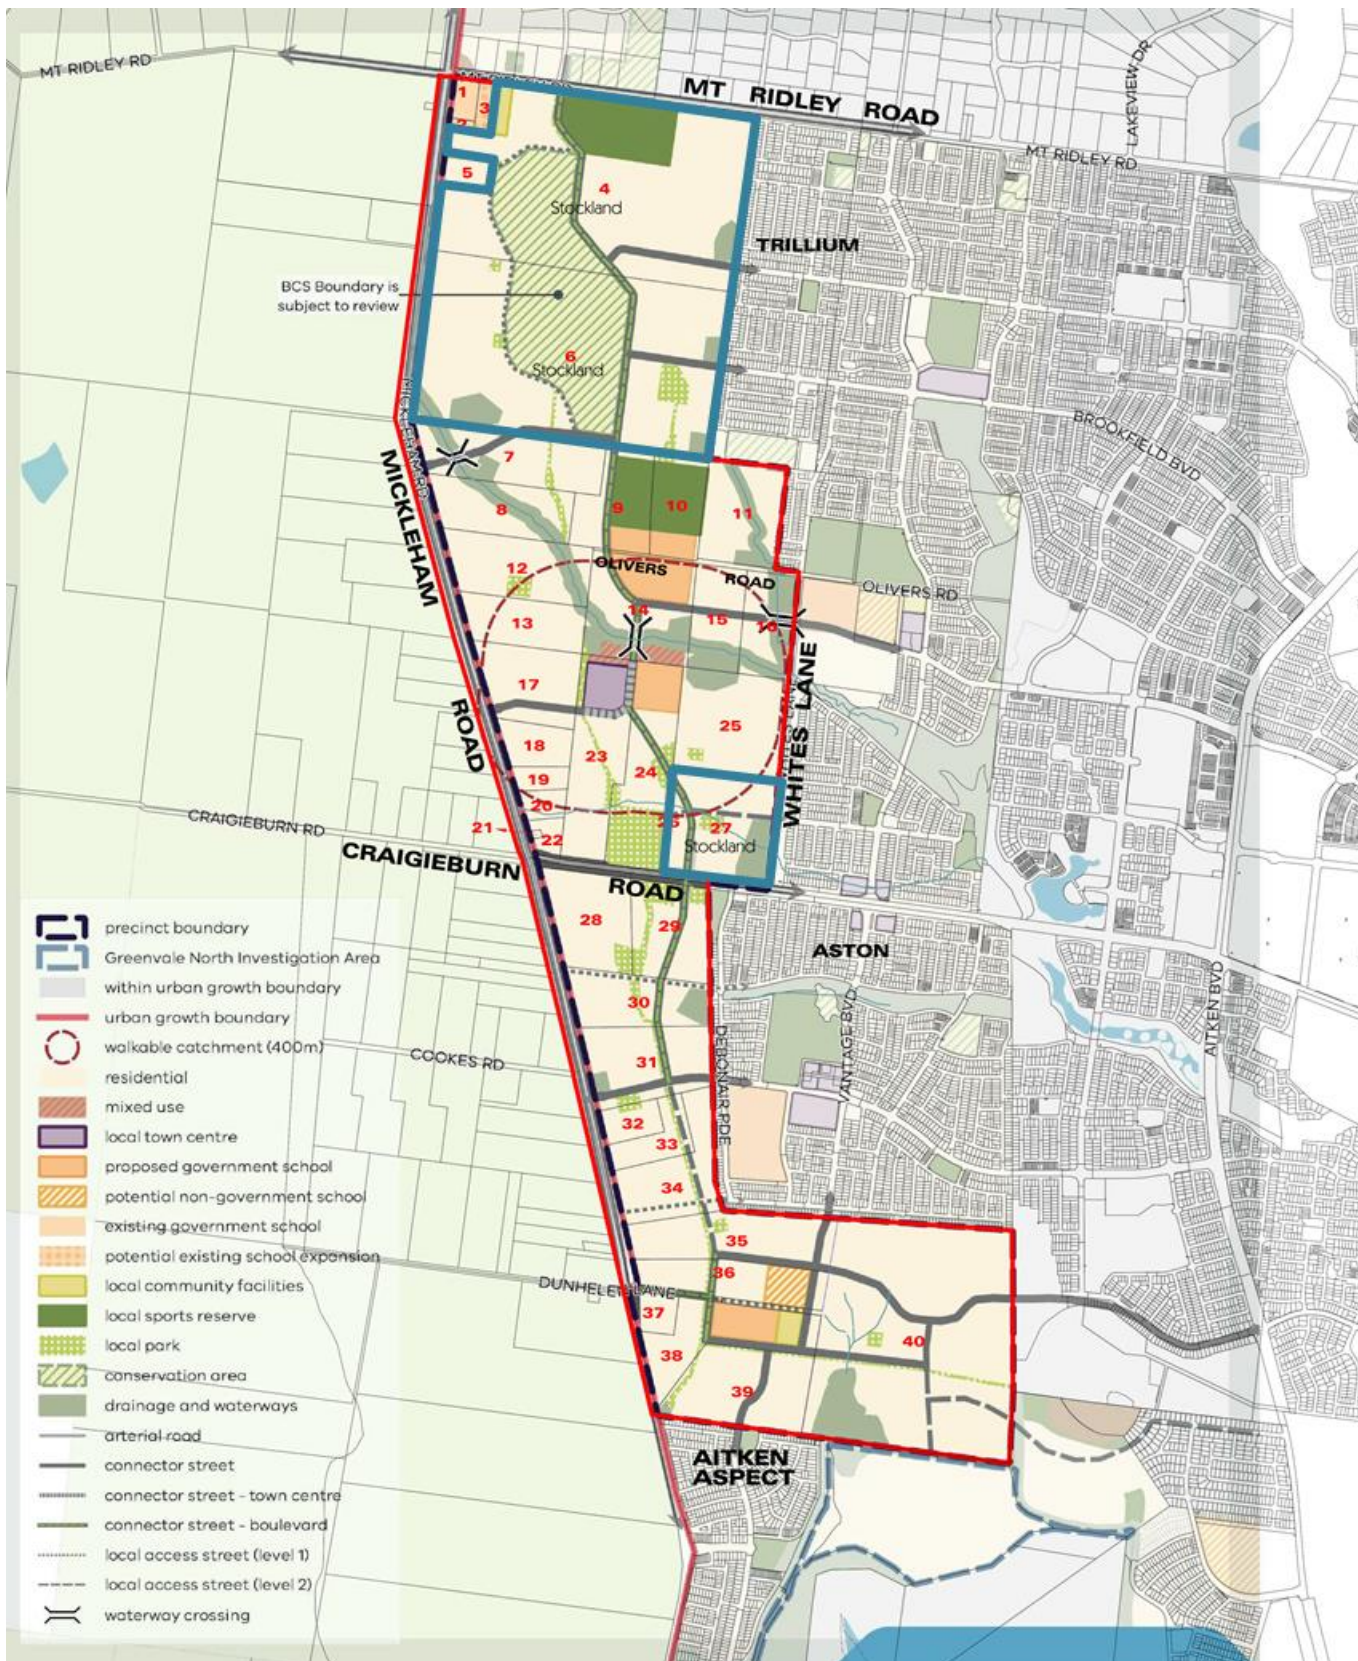 MT RIDLEY RD
MT RIDLEY ROAD
LAKEVIEW DR
MT RIDLEY RD
1
3
2
5
4
Stockland
TRILLIUM
BCS Boundary is
subject to review
6
Stockland
MICKLEHAM RD
BROOKFIELD BVD
7
MICKLEHAM
8
9
10
11
12
OLIVERS
ROAD
OLIVERS RD
13
14
15
16
17
WHITES LANE
ROAD
18
23
24
25
19
20
CRAIGIEBURN RD
21
22
26
27
Stockland
CRAIGIEBURN
ROAD
28
29
ASTON
precinct boundary
Greenvale North Investigation Area
within urban growth boundary
urban growth boundary
walkable catchment (400m)
residential
mixed use
local town centre
proposed government school
potential non-government school
existing government school
potential existing school expansion
local community facilities
local sports reserve
local park
conservation area
drainage and waterways
arterial road
connector street
connector street - town centre
connector street - boulevard
local access street (level 1)
local access street (level 2)
waterway crossing
30
VANTAGE BVD
AITKEN BVD
COOKES RD
31
DEBONAIR PDE
32
33
34
35
DUNHELEN LANE
36
37
38
40
39
AITKEN
ASPECT